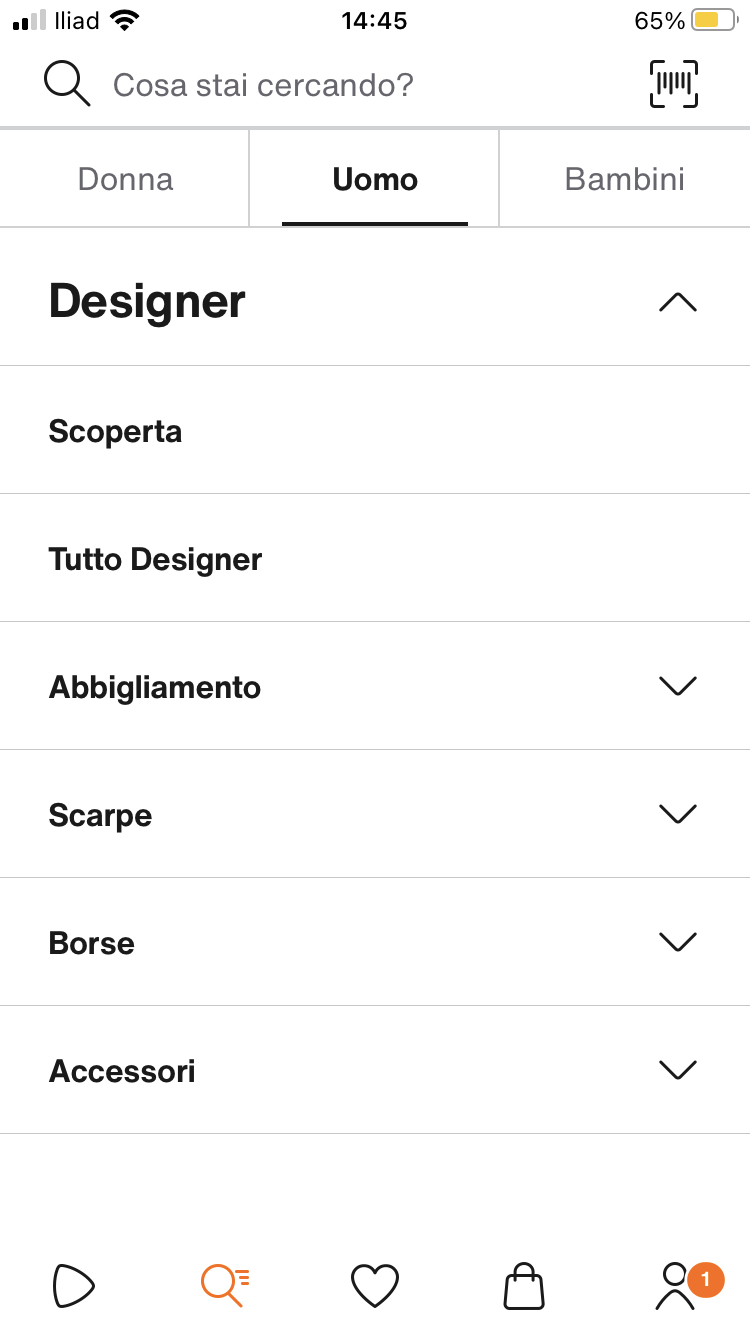 Iliad 14:45 65%
Cosa stai cercando?
Donna Uomo Bambini
Designer
Scoperta
Tutto Designer
Abbigliamento
Scarpe
Borse
Accessori
1